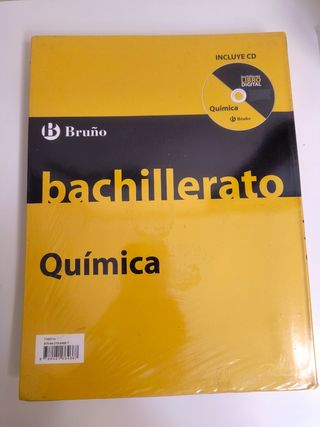 INCLUYE CD
LIBRO
DIGITAL
Química
Bruño
Bruño
bachillerato
Química